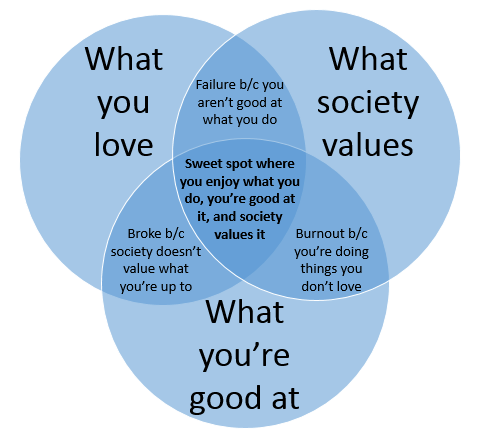 What
you
love
What
society
values
Failure b/c you
aren't good at
what you do
Sweet spot where
you enjoy what you
do, you're good at
it, and society
values it
Broke b/c
society doesn't
value what
you're up to
Burnout b/c
you're doing
things you
don't love
What
you're
good at